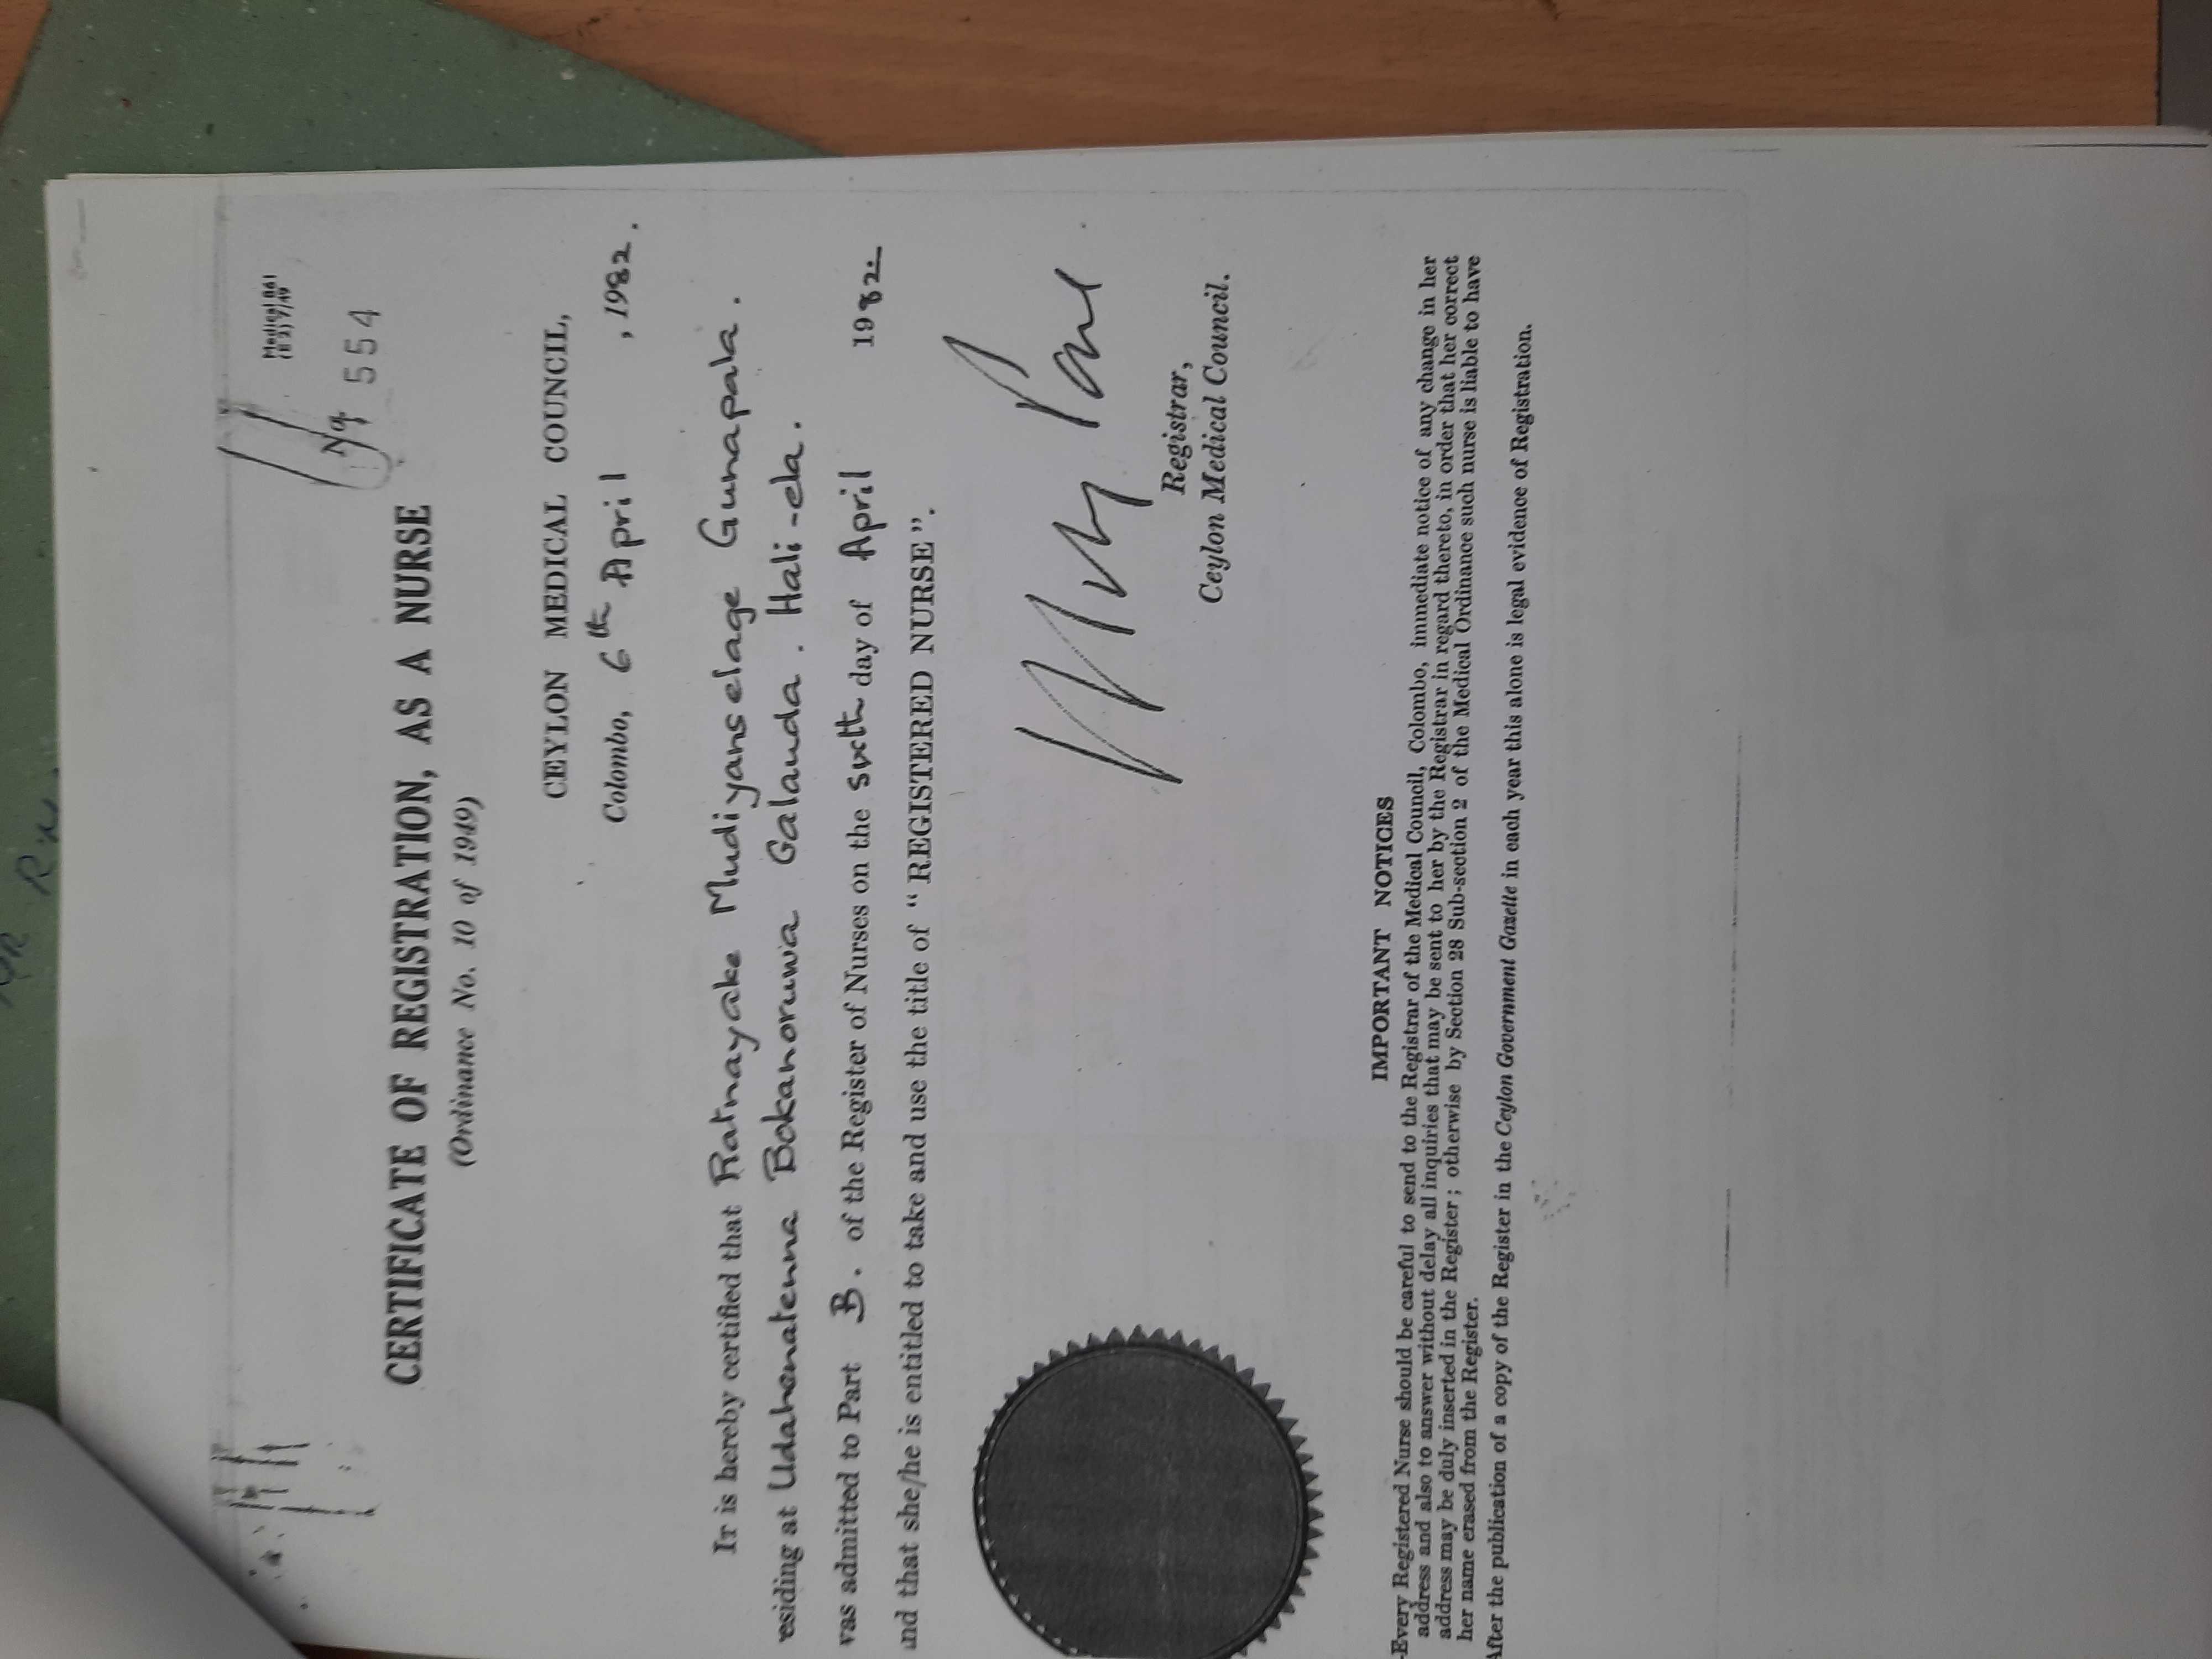 Medical 861
No 554
CERTIFICATE OF REGISTRATION, AS A NURSE
(Ordinance No. 10 of 1949)
CEYLON MEDICAL COUNCIL,
Colombo, 6th April , 1982.
IT is hereby certified that Ratnayake Mudiyanselage Gunapala.
esiding at Udahenatenna Bokanoruwa Galauda. Hali-ela.
vas admitted to Part B. of the Register of Nurses on the sixth day of April 1982.
and that she/he is entitled to take and use the title of “REGISTERED NURSE”.
Registrar,
Ceylon Medical Council.
IMPORTANT NOTICES
-Every Registered Nurse should be careful to send to the Registrar of the Medical Council, Colombo, immediate notice of any change in her
address and also to answer without delay all inquiries that may be sent to her by the Registrar in regard thereto, in order that her correct
address may be duly inserted in the Register; otherwise by Section 28 Sub-section 2 of the Medical Ordinance such nurse is liable to have
her name erased from the Register.
After the publication of a copy of the Register in the Ceylon Government Gazette in each year this alone is legal evidence of Registration.